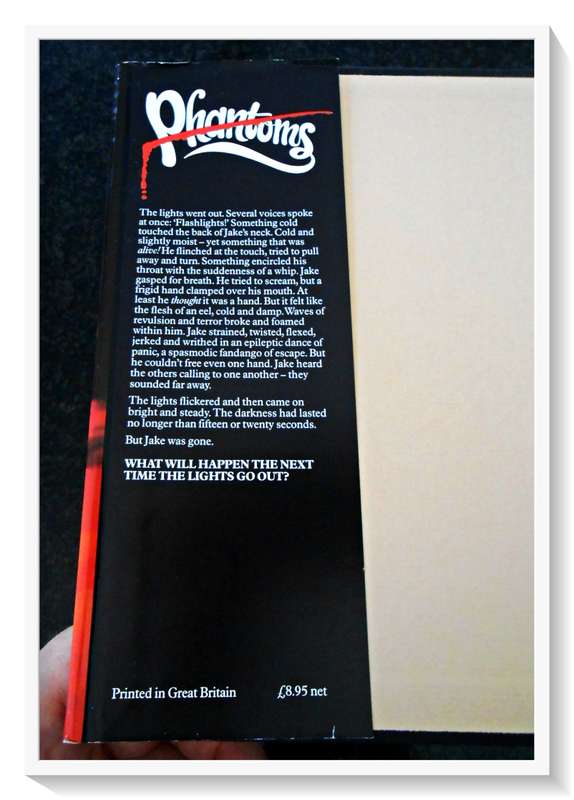 Phantoms
The lights went out. Several voices spoke
at once: 'Flashlights!' Something cold
touched the back of Jake's neck. Cold and
slightly moist – yet something that was
alive! He flinched at the touch, tried to pull
away and turn. Something encircled his
throat with the suddenness of a whip. Jake
gasped for breath. He tried to scream, but a
frigid hand clamped over his mouth. At
least he thought it was a hand. But it felt like
the flesh of an eel, cold and damp. Waves of
revulsion and terror broke and foamed
within him. Jake strained, twisted, flexed,
jerked and writhed in an epileptic dance of
panic, a spasmodic fandango of escape. But
he couldn't free even one hand. Jake heard
the others calling to one another – they
sounded far away.
The lights flickered and then came on
bright and steady. The darkness had lasted
no longer than fifteen or twenty seconds.
But Jake was gone.
WHAT WILL HAPPEN THE NEXT
TIME THE LIGHTS GO OUT?
Printed in Great Britain £8.95 net